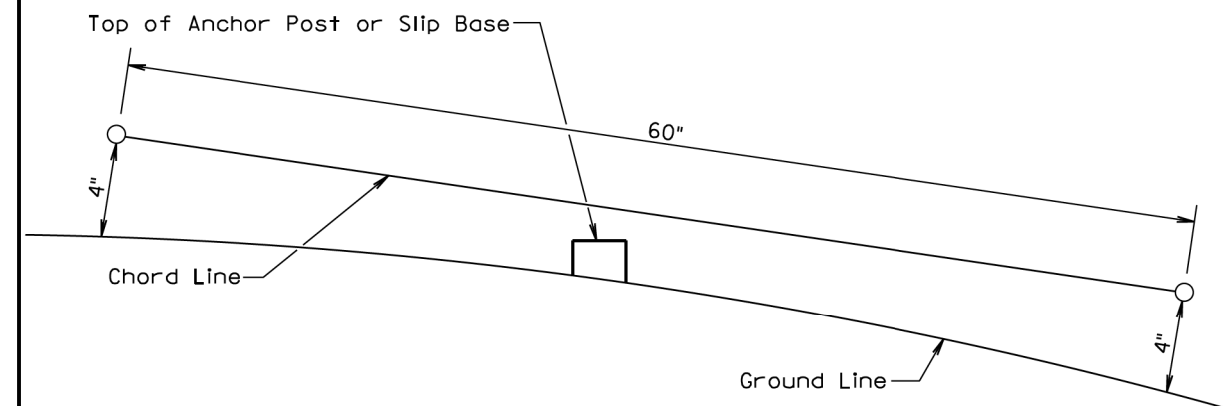 Top of Anchor Post or Slip Base
60"
4"
Chord Line
4"
Ground Line